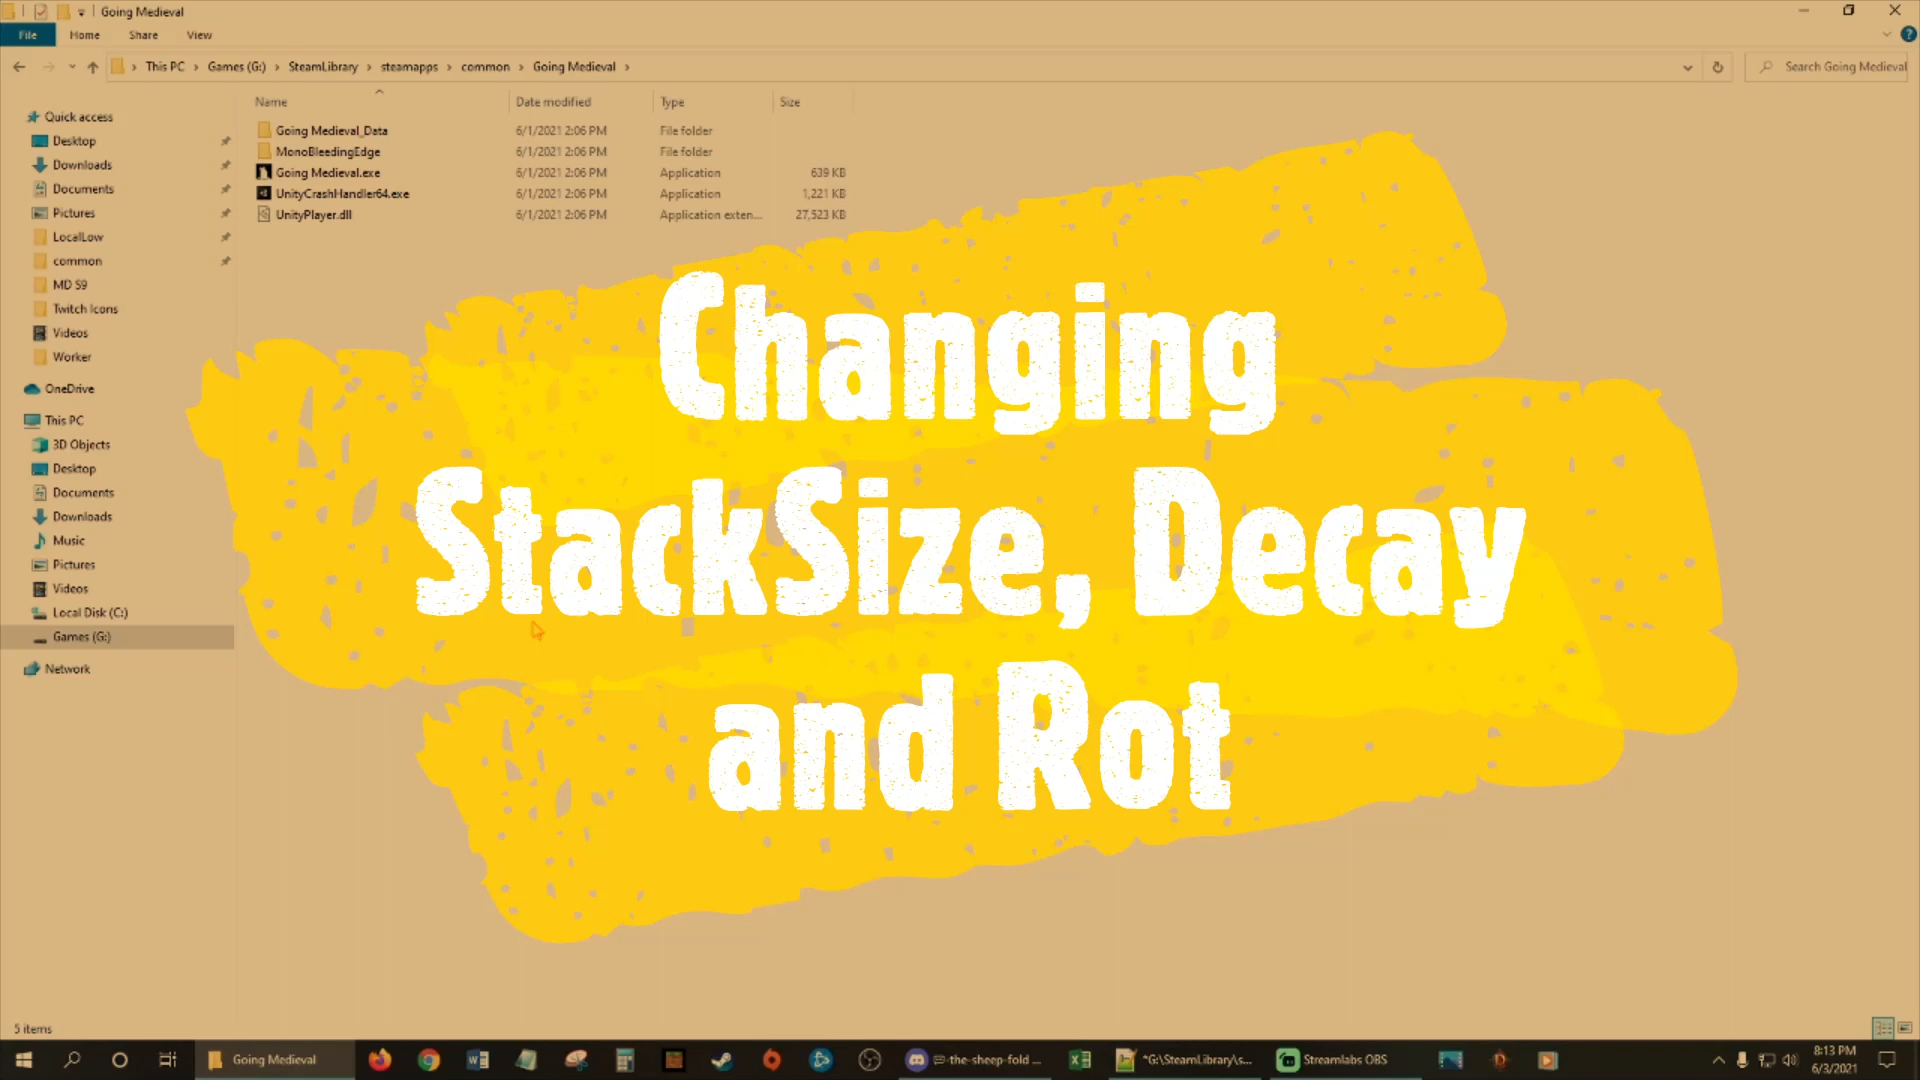 Going Medieval
File Home Share View
This PC Games (G:) SteamLibrary steamapps common Going Medieval
Search Going Medieval
Name Date modified Type Size
Going Medieval_Data 6/1/2021 2:06 PM File folder
MonoBleedingEdge 6/1/2021 2:06 PM File folder
Going Medieval.exe 6/1/2021 2:06 PM Application 639 KB
UnityCrashHandler64.exe 6/1/2021 2:06 PM Application 1,221 KB
UnityPlayer.dll 6/1/2021 2:06 PM Application exten... 27,523 KB
Quick access
Desktop
Downloads
Documents
Pictures
LocalLow
common
MD S9
Twitch Icons
Videos
Worker
OneDrive
This PC
3D Objects
Desktop
Documents
Downloads
Music
Pictures
Videos
Local Disk (C:)
Games (G:)
Network
Changing
StackSize, Decay
and Rot
5 items
Going Medieval
-the-sheep-fold ...
*G:\SteamLibrary\s...
Streamlabs OBS
8:13 PM
6/3/2021